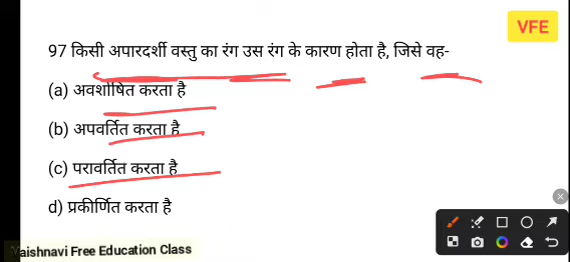 VFE
97 किसी अपारदर्शी वस्तु का रंग उस रंग के कारण होता है, जिसे वह-
(a) अवशोषित करता है
(b) अपवर्तित करता है
(c) परावर्तित करता है
d) प्रकीर्णित करता है
Vaishnavi Free Education Class